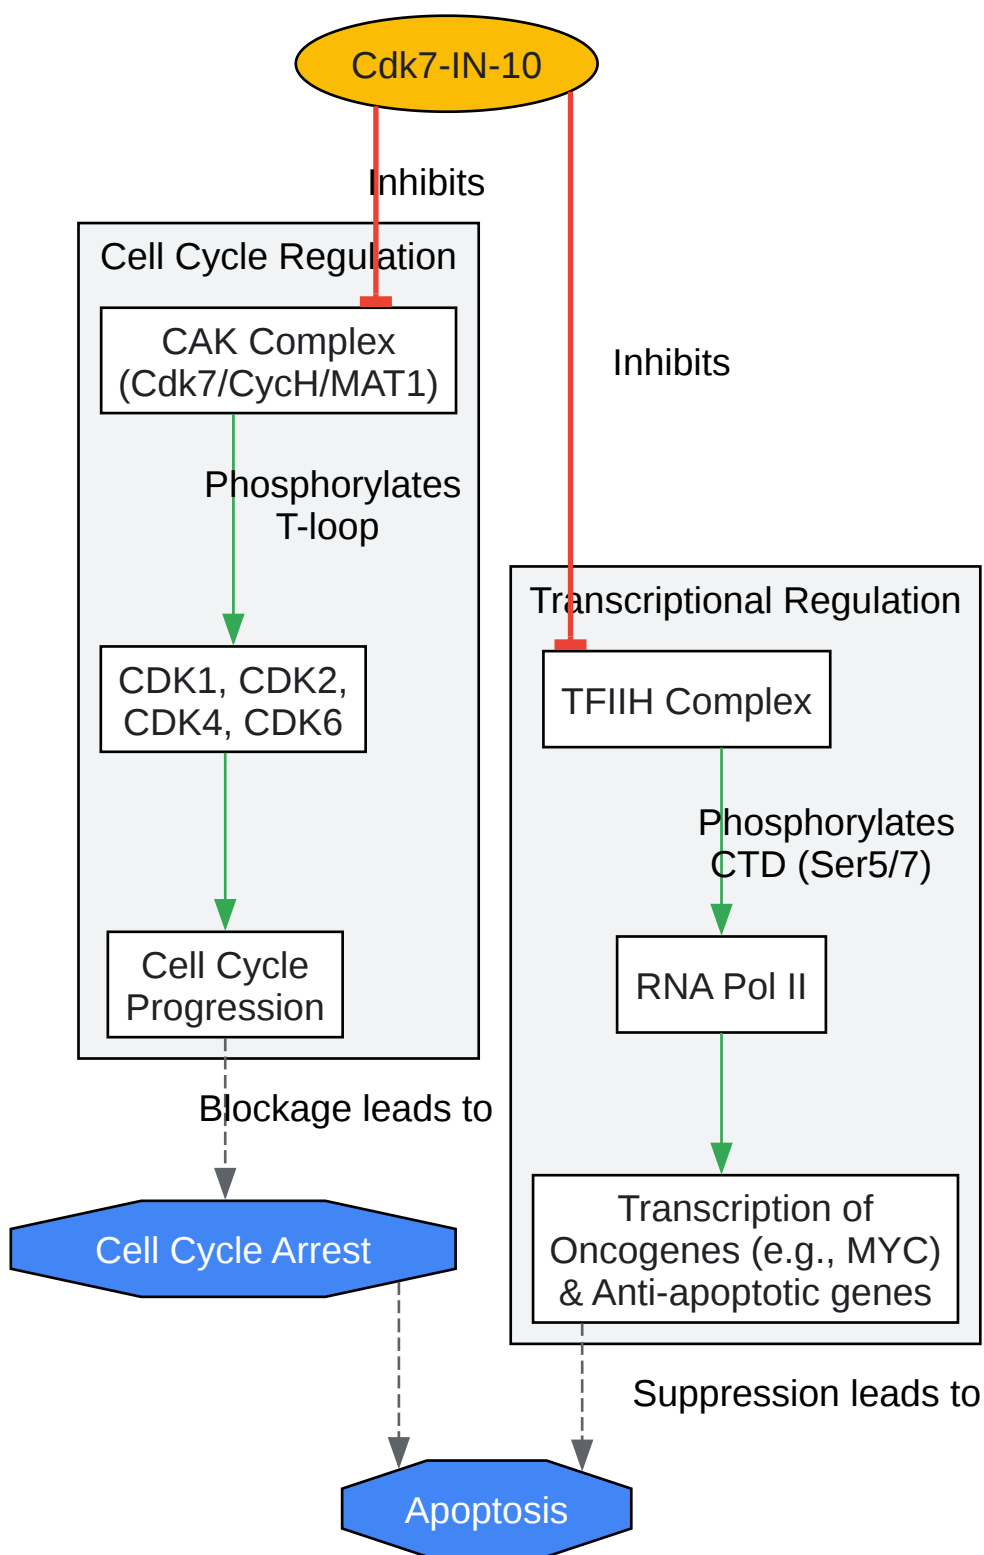 Cdk7-IN-10
Inhibits
Cell Cycle Regulation
CAK Complex
(Cdk7/CycH/MAT1)
Inhibits
Phosphorylates
T-loop
Transcriptional Regulation
CDK1, CDK2,
CDK4, CDK6
TFIIH Complex
Phosphorylates
CTD (Ser5/7)
Cell Cycle
Progression
RNA Pol II
Blockage leads to
Cell Cycle Arrest
Transcription of
Oncogenes (e.g., MYC)
& Anti-apoptotic genes
Suppression leads to
Apoptosis